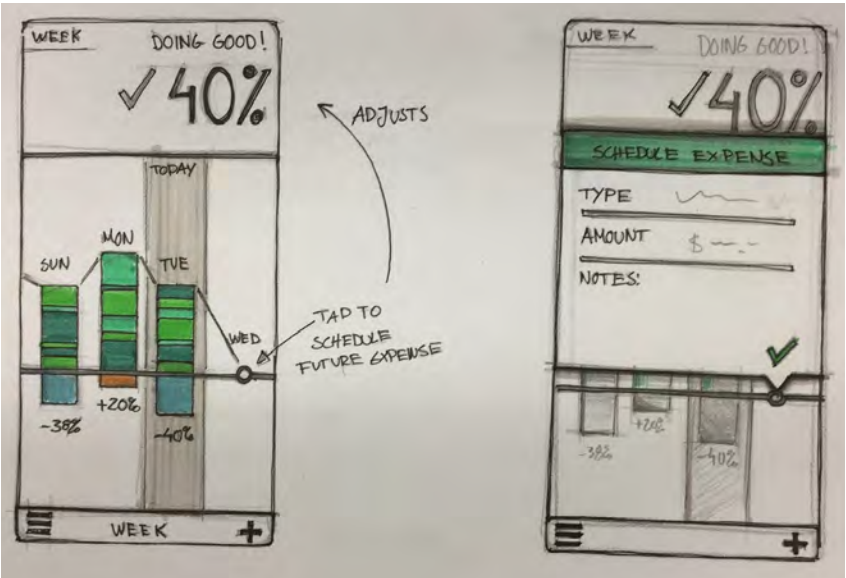 WEEK
DOING GOOD!
✓40%
TODAY
MON
SUN
TUE
WED
-38%
+20%
-40%
WEEK +
ADJUSTS
TAP TO
SCHEDULE
FUTURE EXPENSE
WEEK
DOING GOOD!
✓40%
SCHEDULE EXPENSE
TYPE
AMOUNT $
NOTES:
✓
-38%
+20%
-40%
+